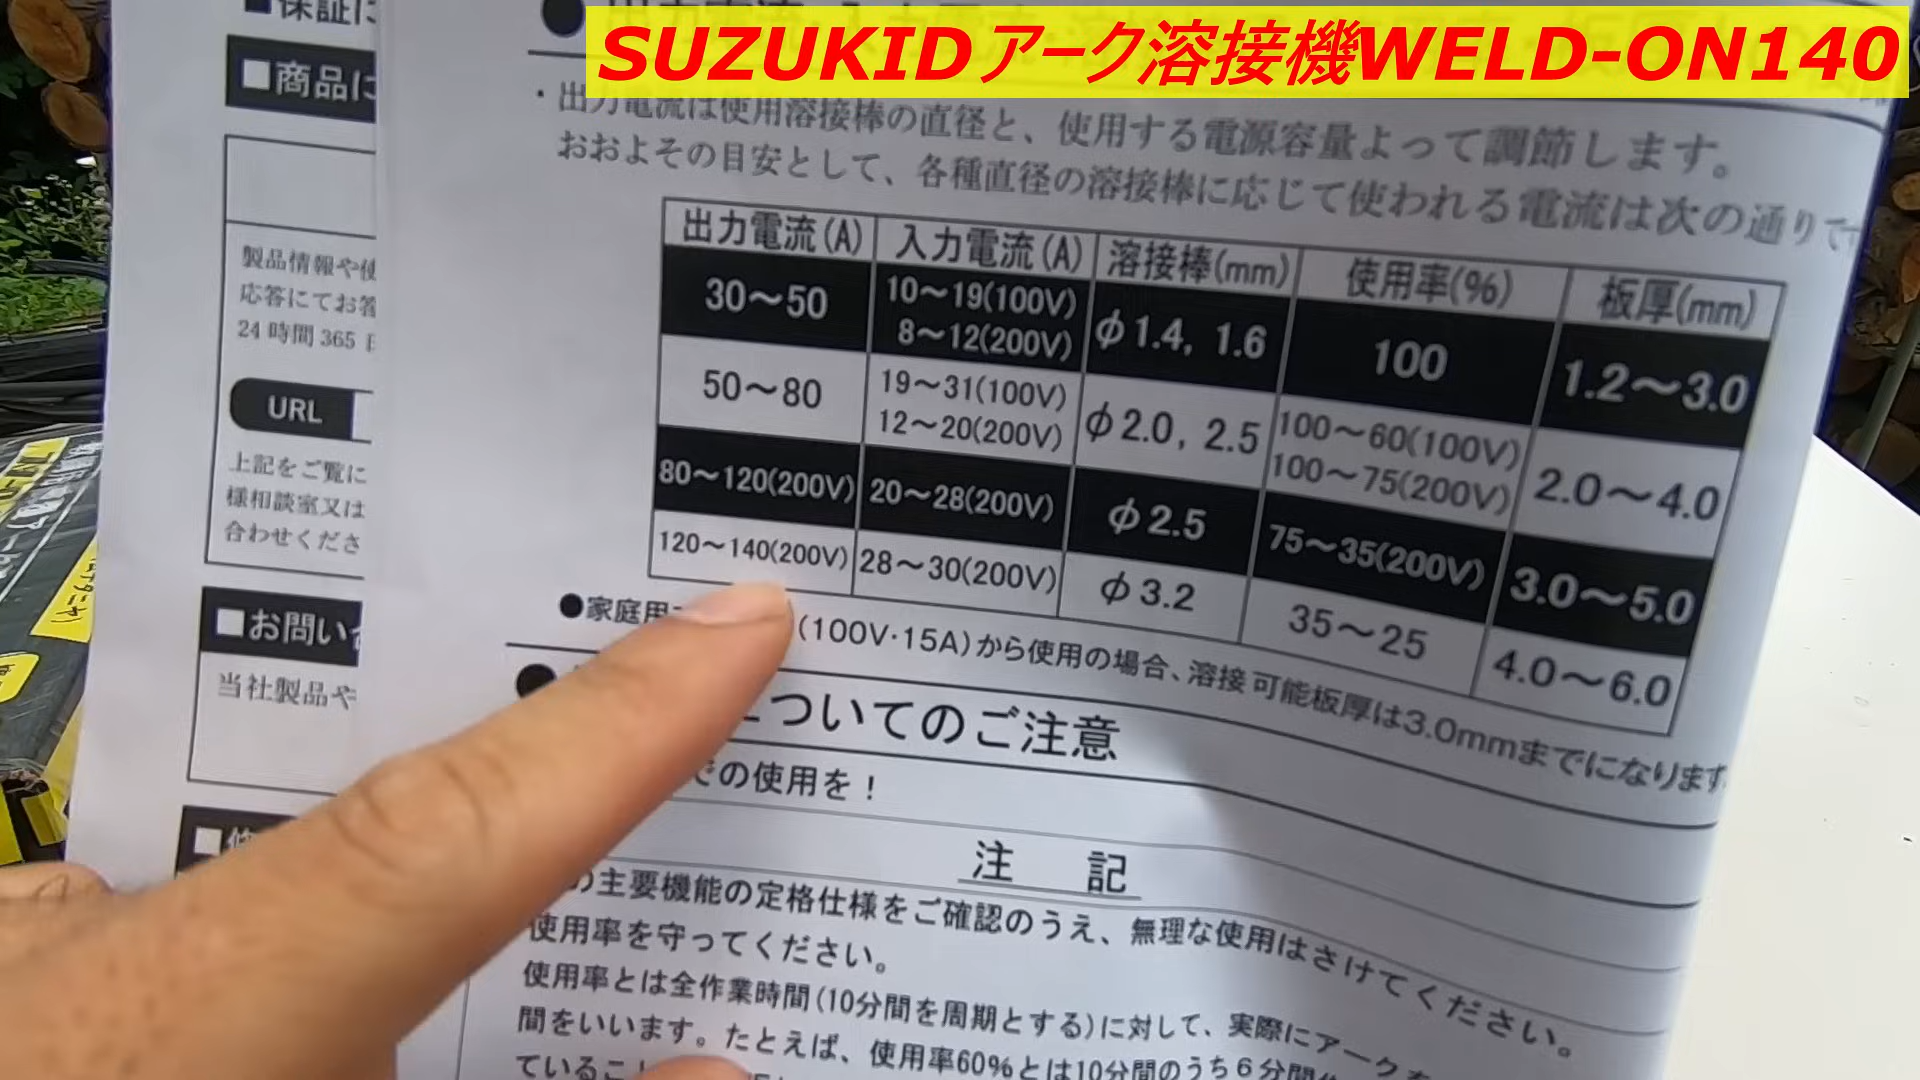 SUZUKIDアーク溶接機WELD-ON140
■保証に
■商品に
製品情報や使
応答にてお答
24時間365日
URL
上記をご覧に
様相談室又は
合わせくださ
■お問い合
当社製品や
・出力電流は使用溶接棒の直径と、使用する電源容量よって調節します。
おおよその目安として、各種直径の溶接棒に応じて使われる電流は次の通りです
出力電流(A) 入力電流(A) 溶接棒(mm) 使用率(%) 板厚(mm)
30～50 10～19(100V) 8～12(200V) φ1.4, 1.6 100 1.2～3.0
50～80 19～31(100V) 12～20(200V) φ2.0, 2.5 100～60(100V) 100～75(200V) 2.0～4.0
80～120(200V) 20～28(200V) φ2.5 75～35(200V) 3.0～5.0
120～140(200V) 28～30(200V) φ3.2 35～25 4.0～6.0
●家庭用 (100V・15A)から使用の場合、溶接可能板厚は3.0mmまでになります
についてのご注意
での使用を！
注 記
の主要機能の定格仕様をご確認のうえ、無理な使用はさけてください。
使用率を守ってください。
使用率とは全作業時間(10分間を周期とする)に対して、実際にアークを
間をいいます。たとえば、使用率60%とは10分間のうち6分間
ているこ